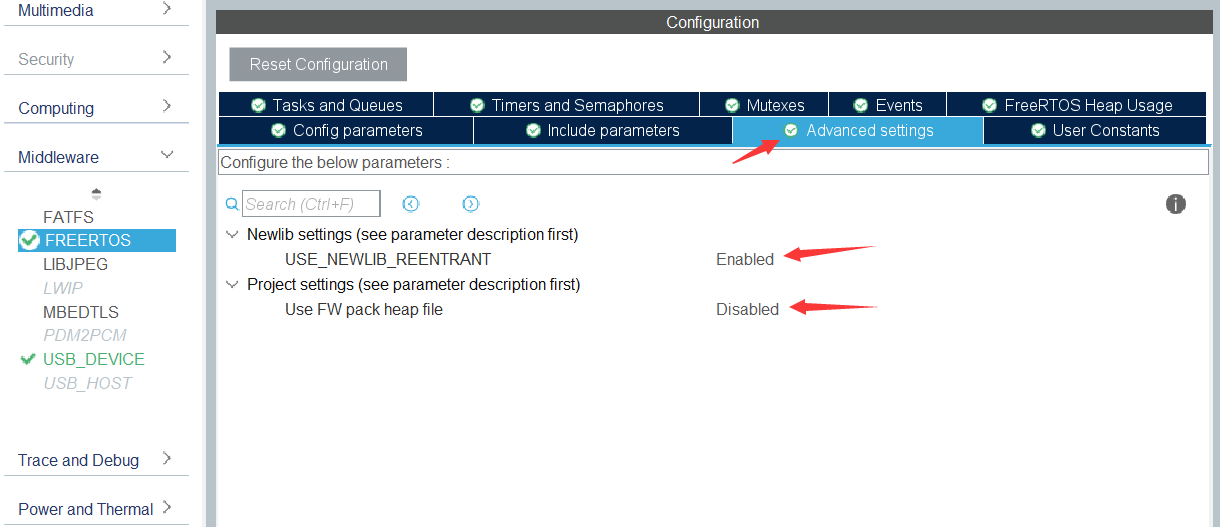 Multimedia
Security
Computing
Middleware
FATFS
FREERTOS
LIBJPEG
LWIP
MBEDTLS
PDM2PCM
USB_DEVICE
USB_HOST
Trace and Debug
Power and Thermal
Configuration
Reset Configuration
Tasks and Queues
Timers and Semaphores
Mutexes
Events
FreeRTOS Heap Usage
Config parameters
Include parameters
Advanced settings
User Constants
Configure the below parameters :
Search (Ctrl+F)
Newlib settings (see parameter description first)
USE_NEWLIB_REENTRANT Enabled
Project settings (see parameter description first)
Use FW pack heap file Disabled